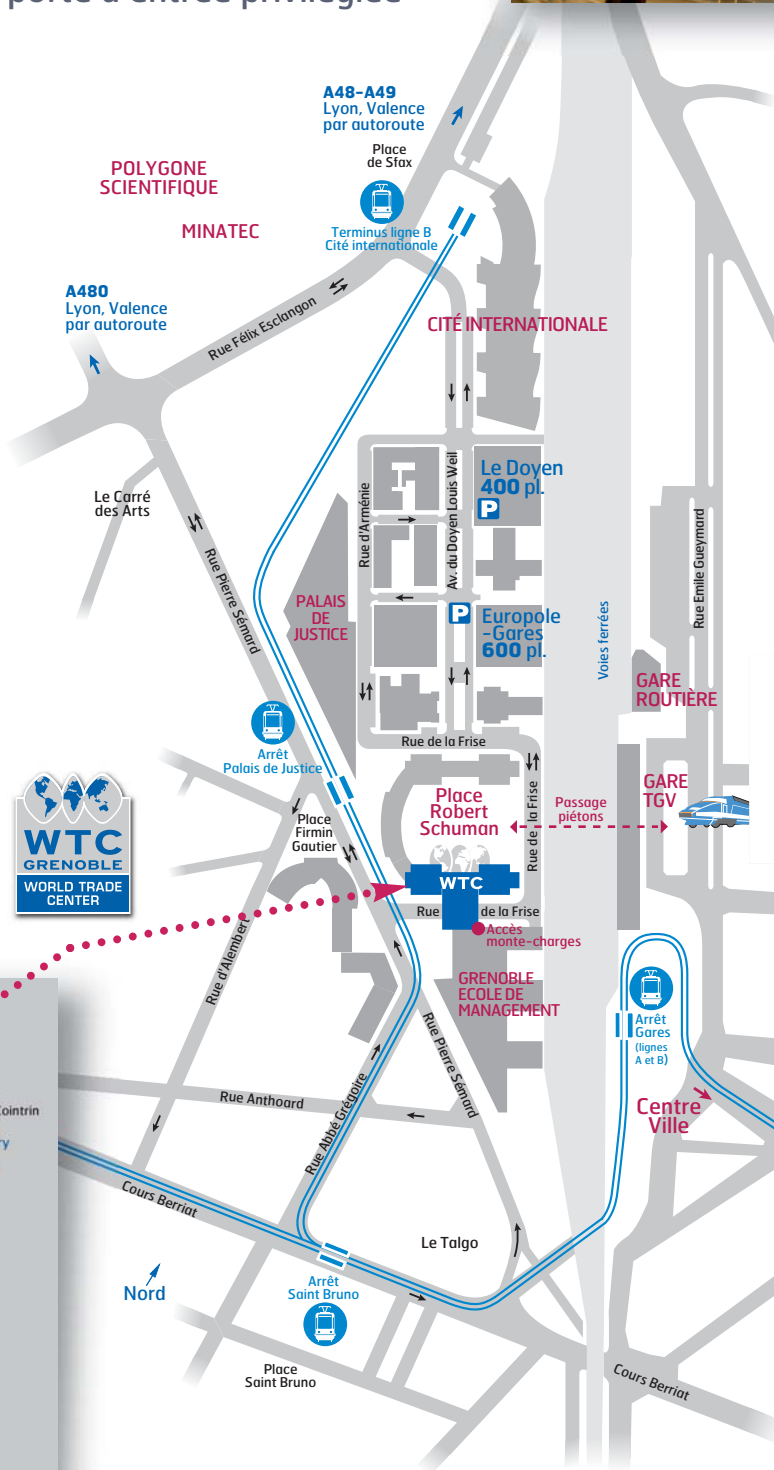 porte d'entrée privilégiée
A48-A49
Lyon, Valence
par autoroute
Place
de Sfax
POLYGONE
SCIENTIFIQUE
MINATEC
Terminus ligne B
Cité internationale
A480
Lyon, Valence
par autoroute
Rue Félix Esclangon
CITÉ INTERNATIONALE
Le Carré
des Arts
Rue Pierre Sémard
Rue d'Arménie
Av. du Doyen Louis Weil
Le Doyen
400 pl.
P
Rue Emile Gueymard
PALAIS
DE
JUSTICE
P
Europole
-Gares
600 pl.
Voies ferrées
GARE
ROUTIÈRE
Arrêt
Palais de Justice
Rue de la Frise
GARE
TGV
Place
Robert
Schuman
Rue de la Frise
Passage
piétons
WTC
GRENOBLE
WORLD TRADE
CENTER
Place
Firmin
Gautier
WTC
Rue de la Frise
Accès
monte-charges
Rue d'Alembert
GRENOBLE
ECOLE DE
MANAGEMENT
Arrêt
Gares
(lignes
A et B)
Rue Pierre Sémard
Centre
Ville
Cointrin
ry
Rue Anthoard
Rue Abbé Grégoire
Cours Berriat
Le Talgo
Nord
Arrêt
Saint Bruno
Place
Saint Bruno
Cours Berriat